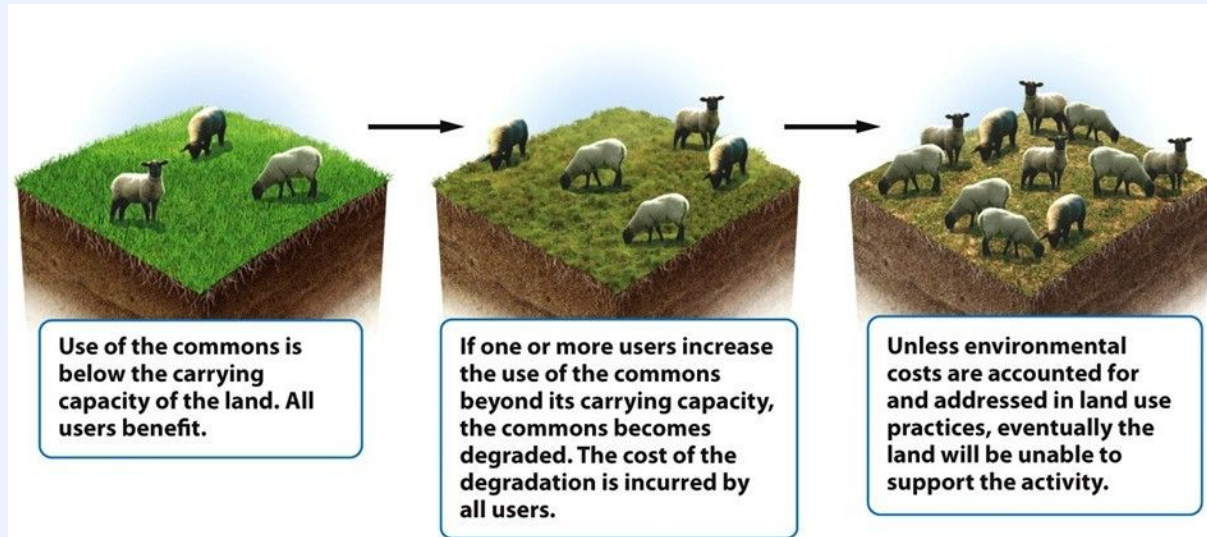 Use of the commons is
below the carrying
capacity of the land. All
users benefit.
If one or more users increase
the use of the commons
beyond its carrying capacity,
the commons becomes
degraded. The cost of the
degradation is incurred by
all users.
Unless environmental
costs are accounted for
and addressed in land use
practices, eventually the
land will be unable to
support the activity.